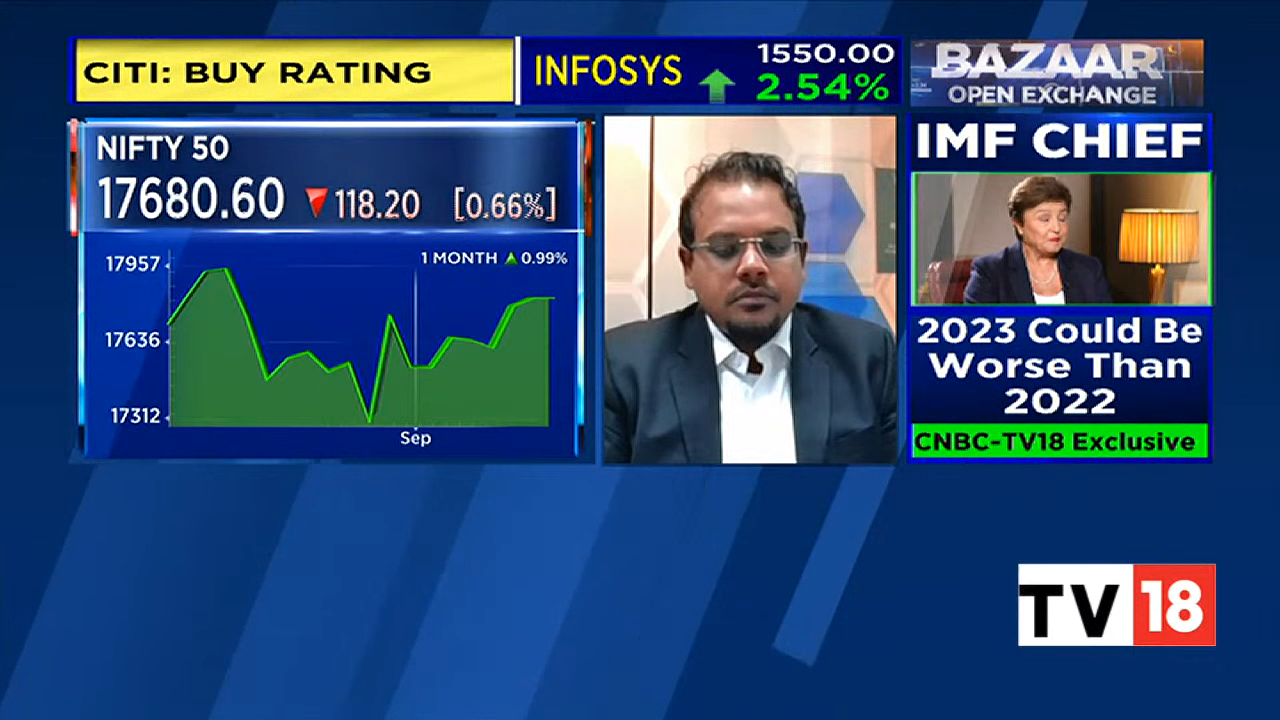 CITI: BUY RATING
INFOSYS
1550.00
2.54%
BAZAAR
OPEN EXCHANGE
NIFTY 50
17680.60 118.20 [0.66%]
1 MONTH 0.99%
17957
17636
17312
Sep
IMF CHIEF
2023 Could Be
Worse Than
2022
CNBC-TV18 Exclusive
TV18